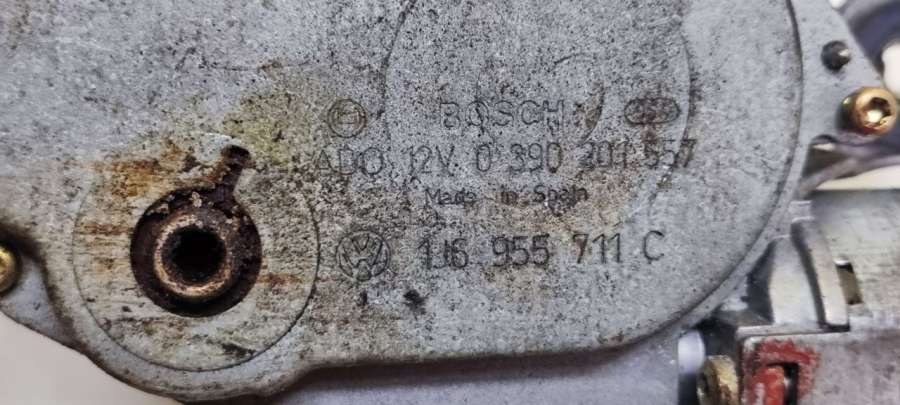 BOSCH
ADO 12V 0 390 201 557
Made in Spain
1J6 955 711 C